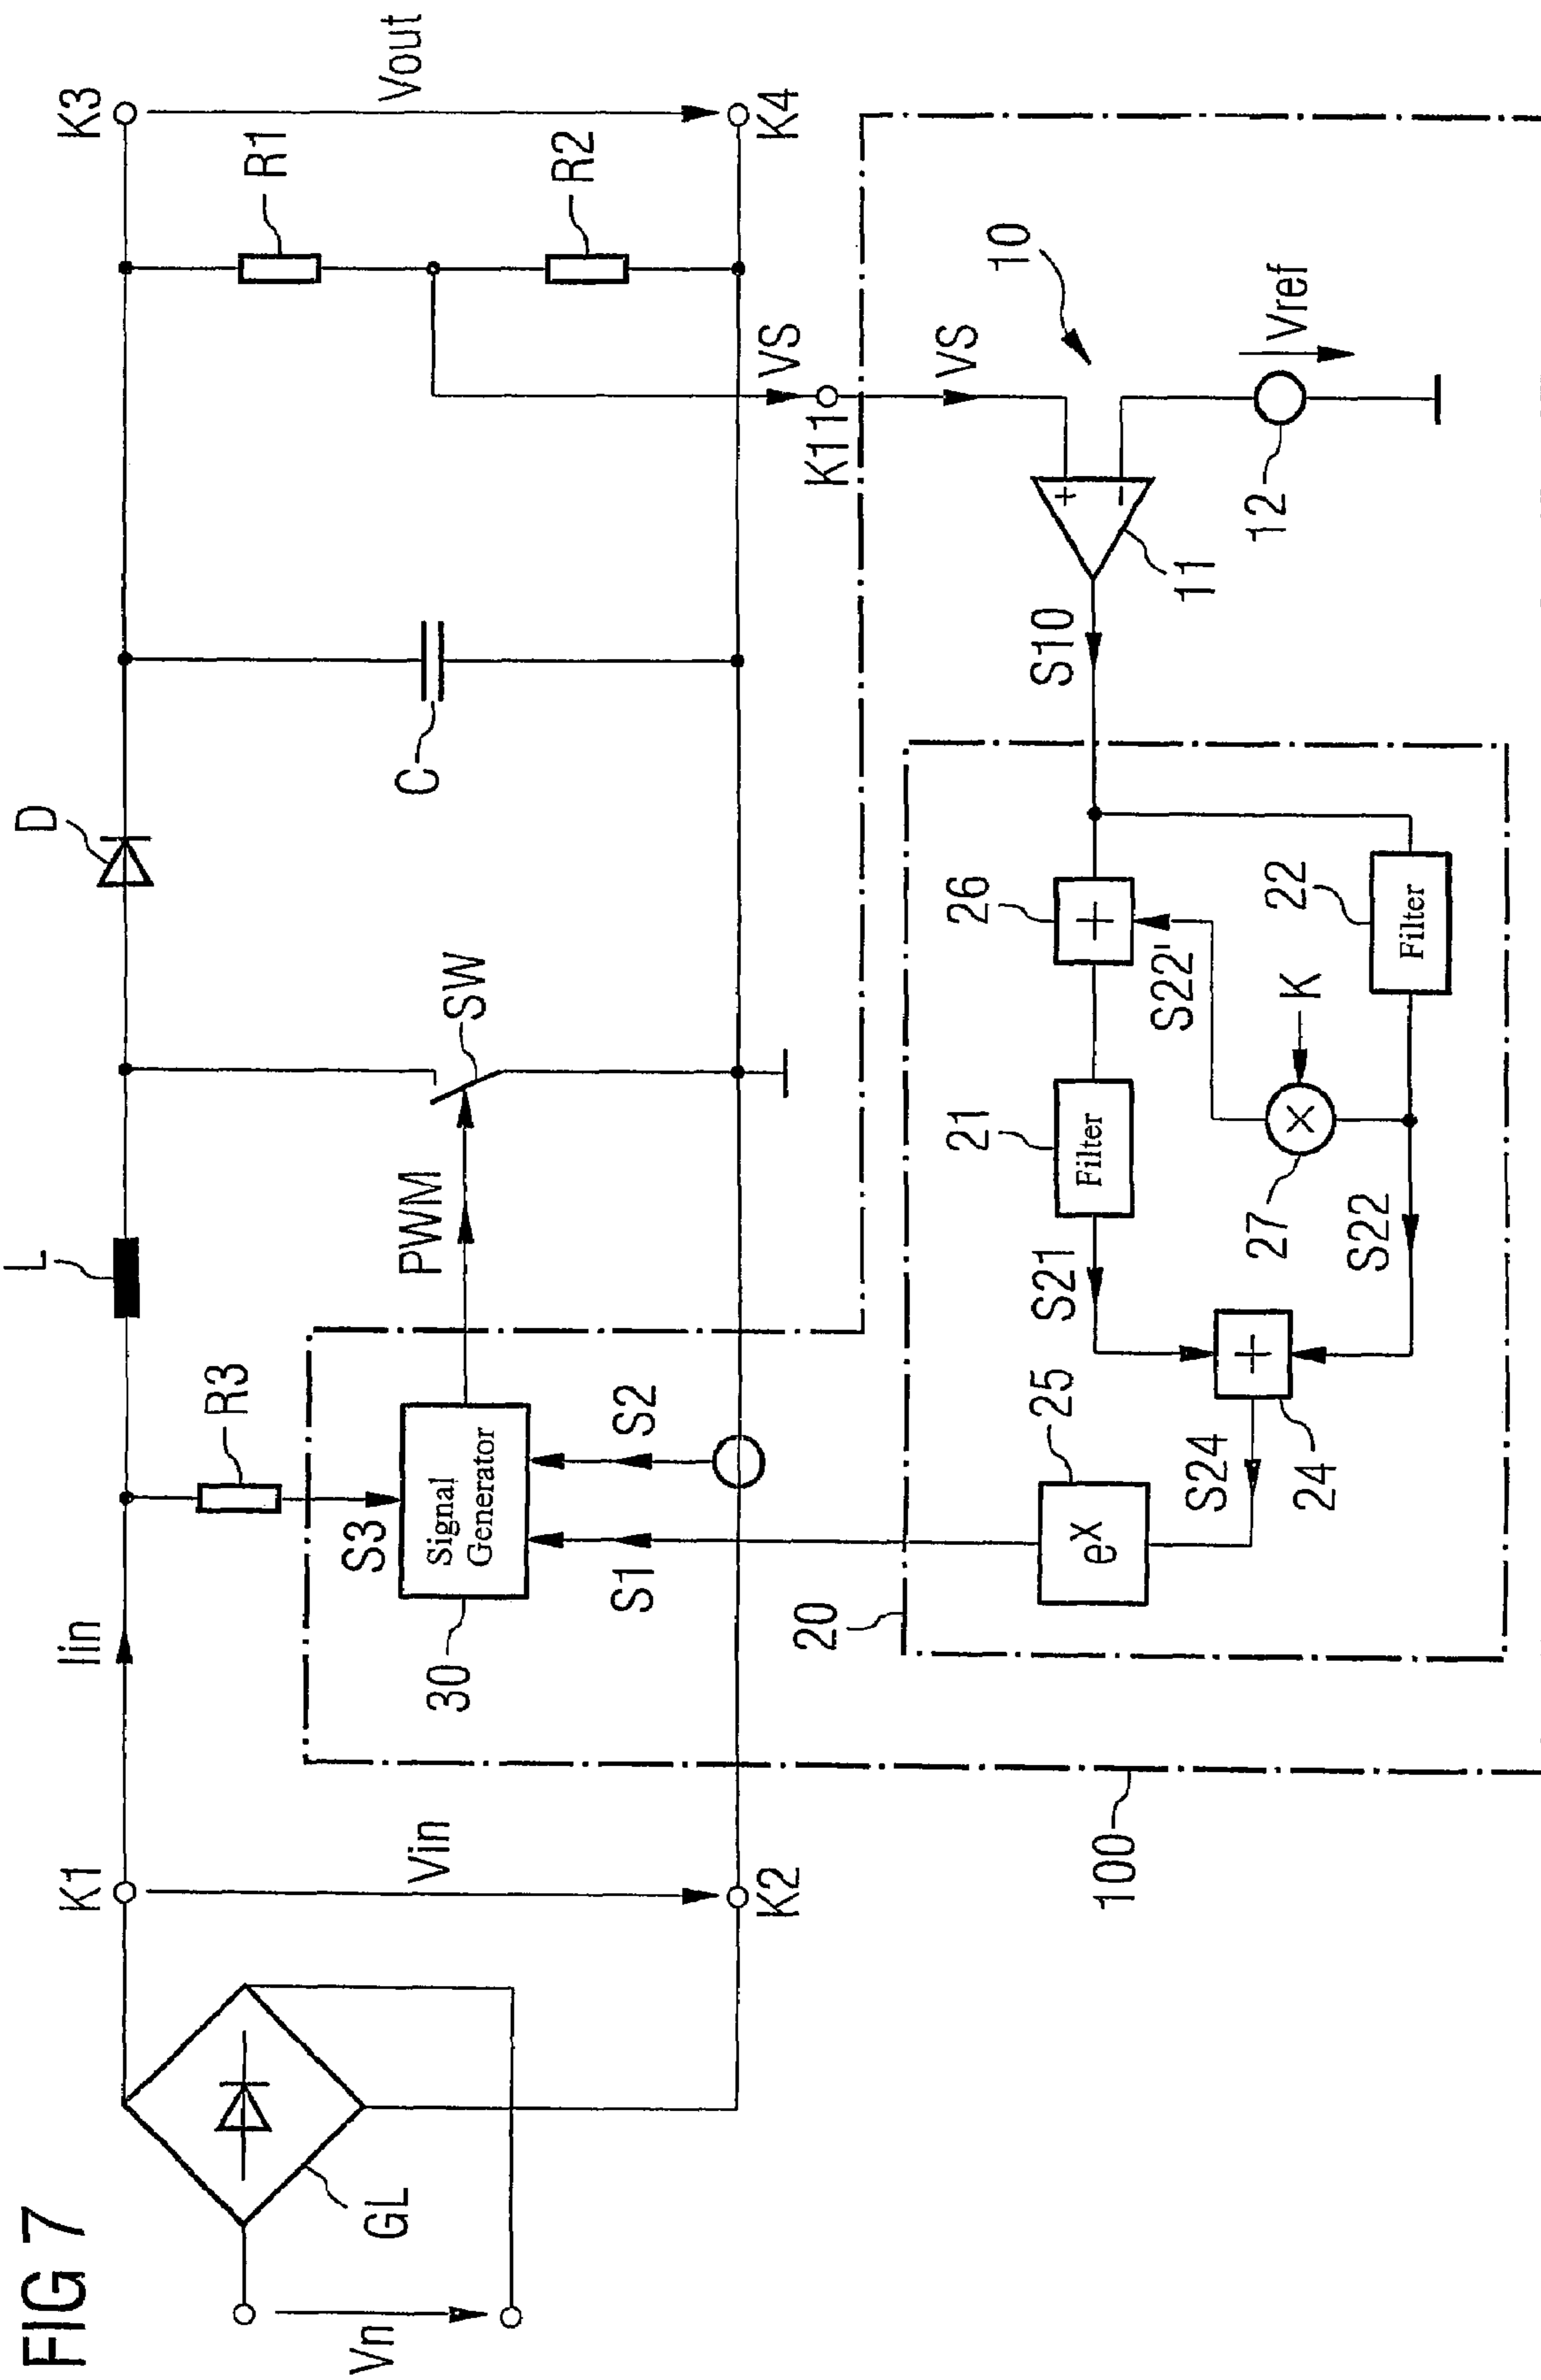 FIG 7
Vn
GL
K1
Vin
K2
Iin
R3
L
D
C
K3
Vout
K4
R1
R2
VS
K11
VS
PWM
SW
S3
Signal
Generator
30
S1
S2
100
10
Vref
12
+
−
11
S10
20
25
eX
S24
24
+
S21
21
Filter
26
+
S22'
K
27
×
S22
22
Filter